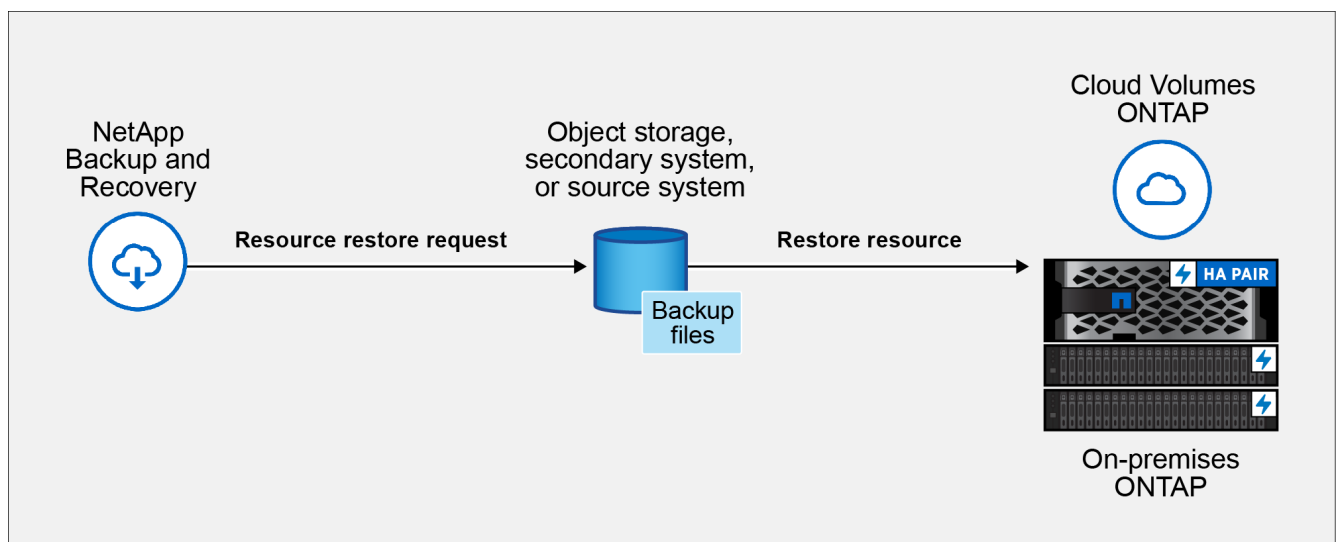 NetApp
Backup and
Recovery
Resource restore request
Object storage,
secondary system,
or source system
Backup
files
Restore resource
Cloud Volumes
ONTAP
HA PAIR
On-premises
ONTAP